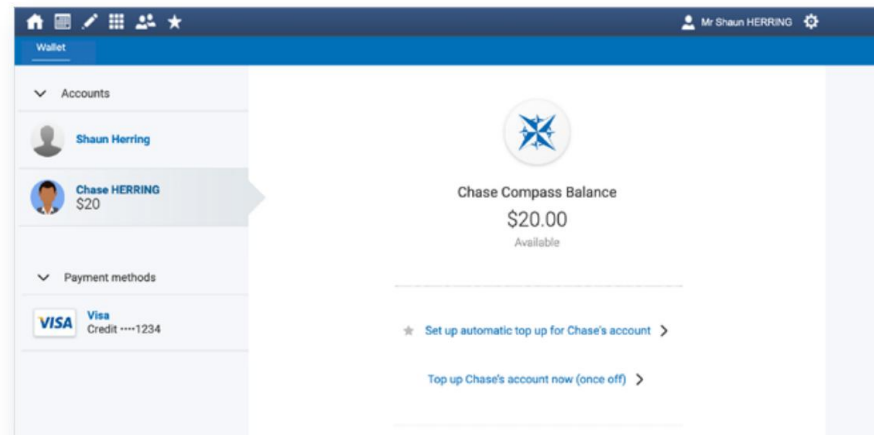 Mr Shaun HERRING
Wallet
Accounts
Shaun Herring
Chase HERRING
$20
Payment methods
VISA
Visa
Credit ····1234
Chase Compass Balance
$20.00
Available
Set up automatic top up for Chase's account
Top up Chase's account now (once off)